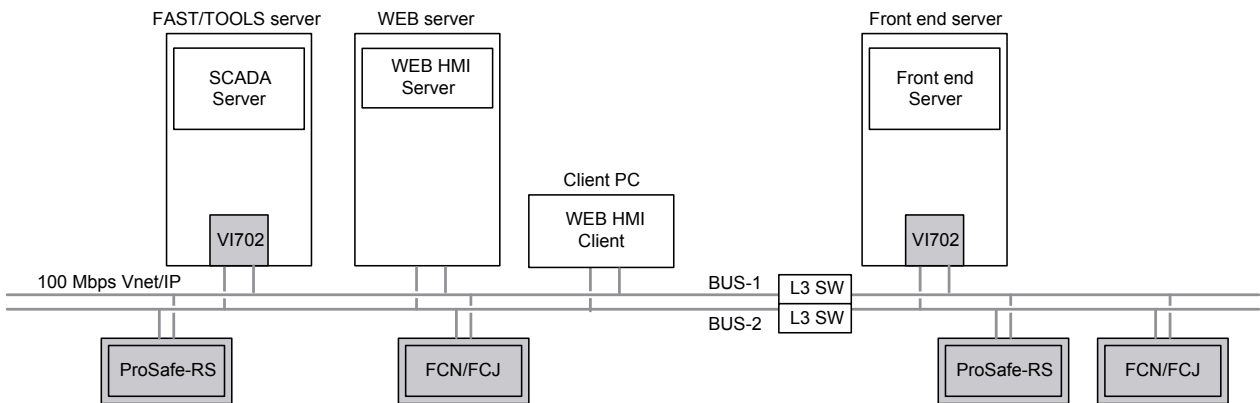 FAST/TOOLS server
WEB server
Front end server
SCADA
Server
WEB HMI
Server
Front end
Server
Client PC
WEB HMI
Client
VI702
VI702
100 Mbps Vnet/IP
BUS-1
L3 SW
BUS-2
L3 SW
ProSafe-RS
FCN/FCJ
ProSafe-RS
FCN/FCJ